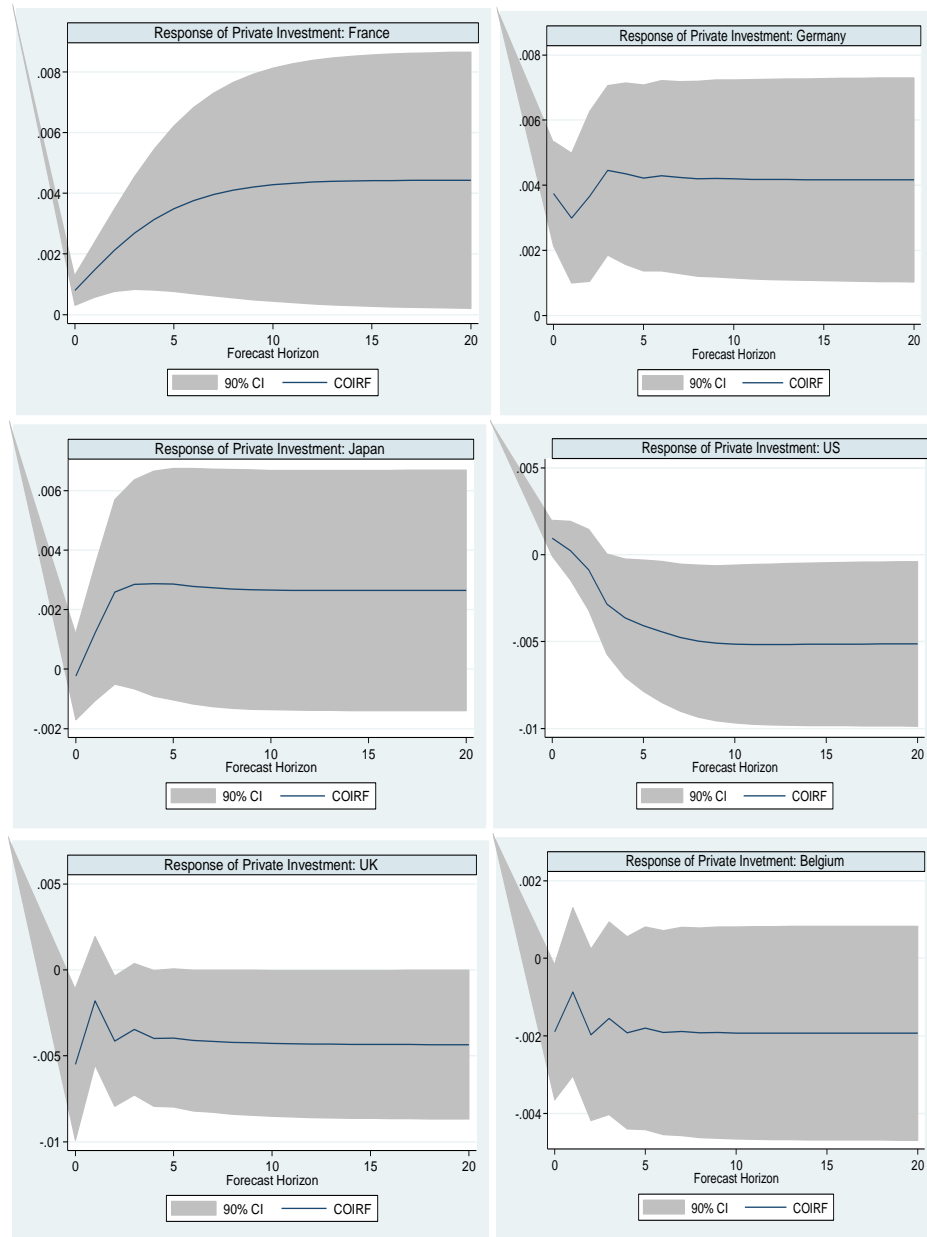 Response of Private Investment: France
.008
.006
.004
.002
0
0 5 10 15 20
Forecast Horizon
90% CI COIRF
Response of Private Investment: Germany
.008
.006
.004
.002
0
0 5 10 15 20
Forecast Horizon
90% CI COIRF
Response of Private Investment: Japan
.006
.004
.002
0
-.002
0 5 10 15 20
Forecast Horizon
90% CI COIRF
Response of Private Investment: US
.005
0
-.005
-.01
0 5 10 15 20
Forecast Horizon
90% CI COIRF
Response of Private Investment: UK
.005
0
-.005
-.01
0 5 10 15 20
Forecast Horizon
90% CI COIRF
Response of Private Invetment: Belgium
.002
0
-.002
-.004
0 5 10 15 20
Forecast Horizon
90% CI COIRF